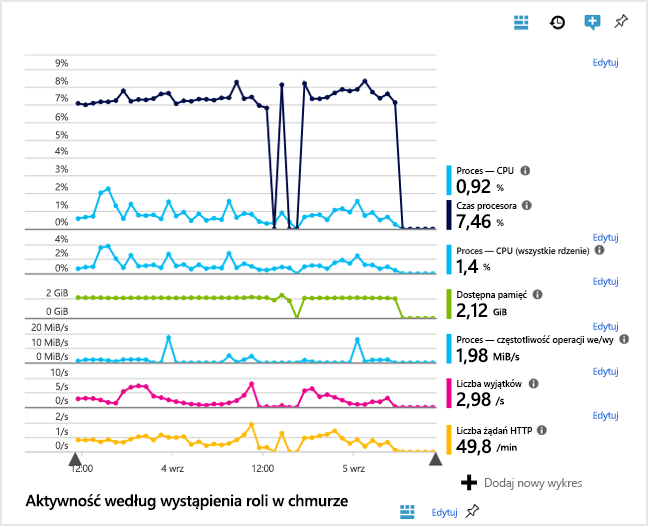 Edytuj
9%
8%
7%
6%
5%
4%
3%
2%
1%
0%
Proces — CPU
0,92 %
Czas procesora
7,46 %
Edytuj
4%
2%
0%
Proces — CPU (wszystkie rdzenie)
1,4 %
Edytuj
2 GiB
0 GiB
Dostępna pamięć
2,12 GiB
Edytuj
20 MiB/s
10 MiB/s
0 MiB/s
Proces — częstotliwość operacji we/wy
1,98 MiB/s
Edytuj
10/s
5/s
0/s
Liczba wyjątków
2,98 /s
Edytuj
2/s
1/s
0/s
Liczba żądań HTTP
49,8 /min
12:00 4 wrz 12:00 5 wrz
Dodaj nowy wykres
Aktywność według wystąpienia roli w chmurze
Edytuj